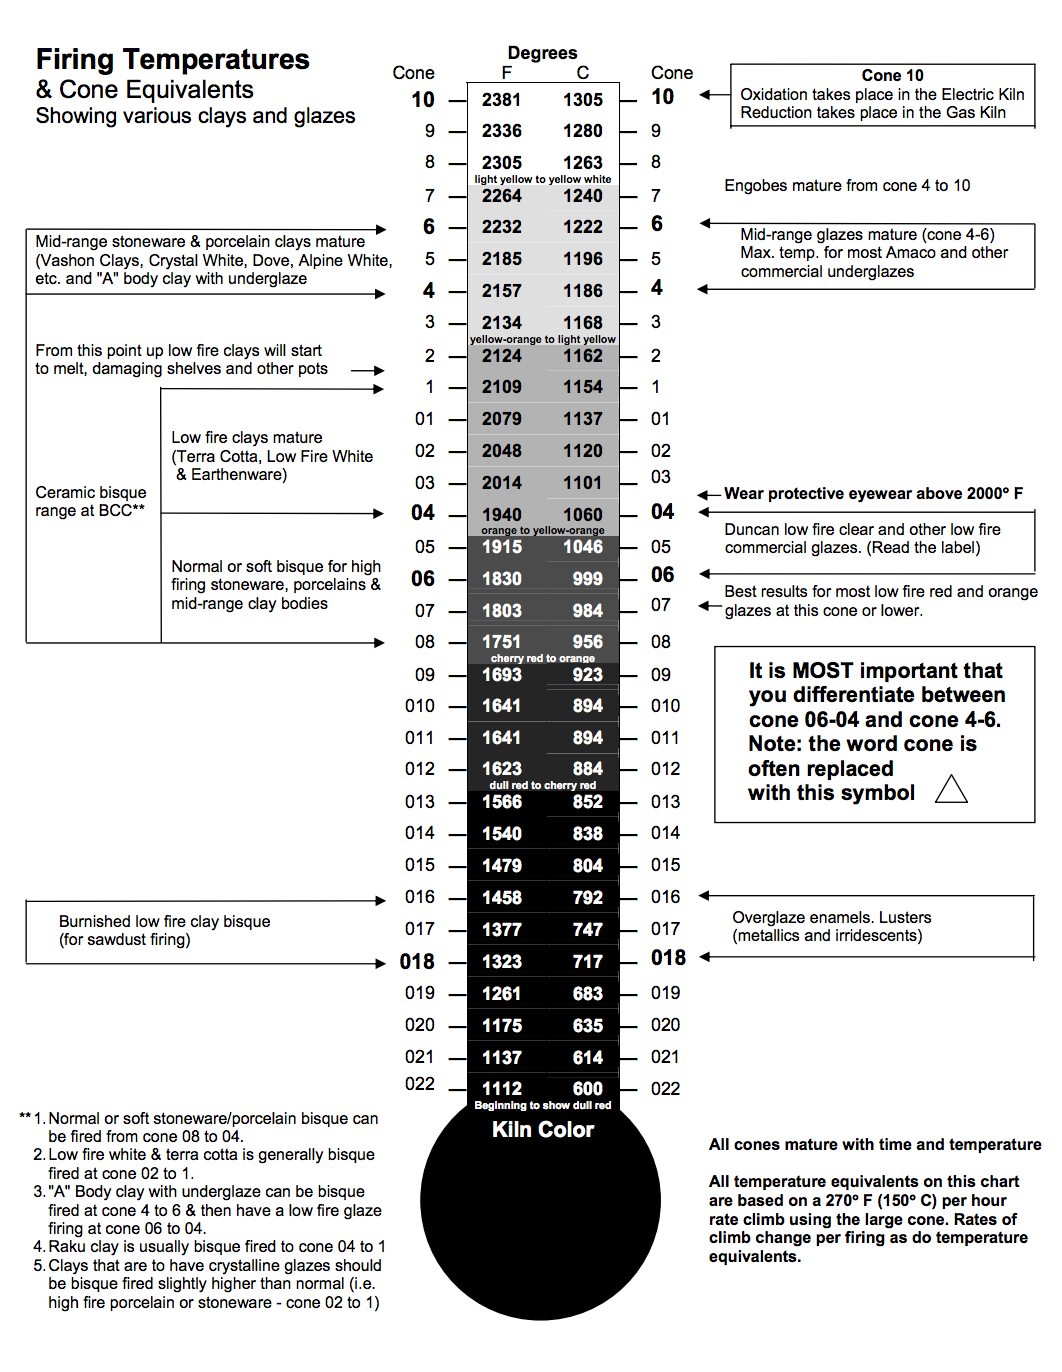 Firing Temperatures
& Cone Equivalents
Showing various clays and glazes
Degrees
Cone F C Cone
10 2381 1305 10
9 2336 1280 9
8 2305 1263 8
light yellow to yellow white
7 2264 1240 7
6 2232 1222 6
5 2185 1196 5
4 2157 1186 4
3 2134 1168 3
yellow-orange to light yellow
2 2124 1162 2
1 2109 1154 1
01 2079 1137 01
02 2048 1120 02
03 2014 1101 03
04 1940 1060 04
orange to yellow-orange
05 1915 1046 05
06 1830 999 06
07 1803 984 07
08 1751 956 08
cherry red to orange
09 1693 923 09
010 1641 894 010
011 1641 894 011
012 1623 884 012
dull red to cherry red
013 1566 852 013
014 1540 838 014
015 1479 804 015
016 1458 792 016
017 1377 747 017
018 1323 717 018
019 1261 683 019
020 1175 635 020
021 1137 614 021
022 1112 600 022
Beginning to show dull red
Kiln Color
Mid-range stoneware & porcelain clays mature
(Vashon Clays, Crystal White, Dove, Alpine White,
etc. and "A" body clay with underglaze
From this point up low fire clays will start
to melt, damaging shelves and other pots
Low fire clays mature
(Terra Cotta, Low Fire White
& Earthenware)
Ceramic bisque
range at BCC**
Normal or soft bisque for high
firing stoneware, porcelains &
mid-range clay bodies
Burnished low fire clay bisque
(for sawdust firing)
** 1. Normal or soft stoneware/porcelain bisque can
be fired from cone 08 to 04.
2. Low fire white & terra cotta is generally bisque
fired at cone 02 to 1.
3. "A" Body clay with underglaze can be bisque
fired at cone 4 to 6 & then have a low fire glaze
firing at cone 06 to 04.
4. Raku clay is usually bisque fired to cone 04 to 1
5. Clays that are to have crystalline glazes should
be bisque fired slightly higher than normal (i.e.
high fire porcelain or stoneware - cone 02 to 1)
Cone 10
Oxidation takes place in the Electric Kiln
Reduction takes place in the Gas Kiln
Engobes mature from cone 4 to 10
Mid-range glazes mature (cone 4-6)
Max. temp. for most Amaco and other
commercial underglazes
Wear protective eyewear above 2000º F
Duncan low fire clear and other low fire
commercial glazes. (Read the label)
Best results for most low fire red and orange
glazes at this cone or lower.
It is MOST important that
you differentiate between
cone 06-04 and cone 4-6.
Note: the word cone is
often replaced
with this symbol
Overglaze enamels. Lusters
(metallics and irridescents)
All cones mature with time and temperature
All temperature equivalents on this chart
are based on a 270º F (150º C) per hour
rate climb using the large cone. Rates of
climb change per firing as do temperature
equivalents.